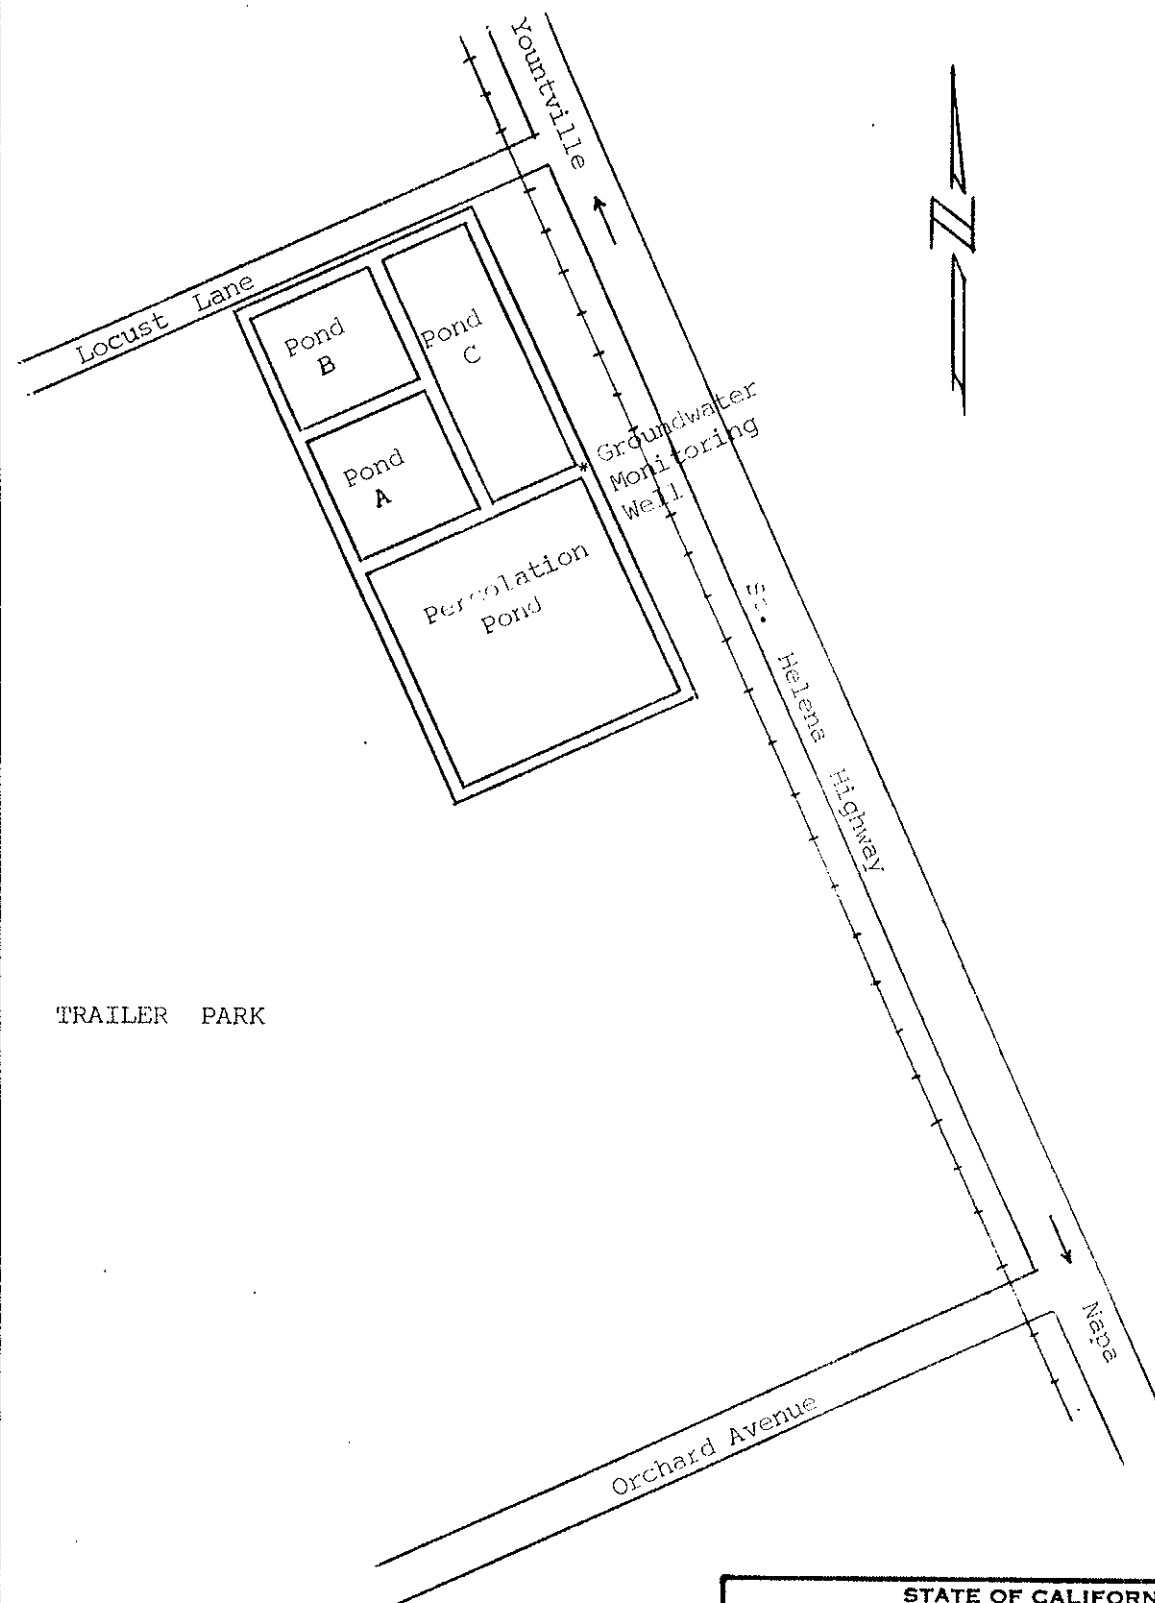 Yountville
Locust Lane
Pond
B
Pond
C
Pond
A
Groundwater
Monitoring
Well
Percolation
Pond
St. Helena Highway
TRAILER PARK
Napa
Orchard Avenue
N
STATE OF CALIFORN